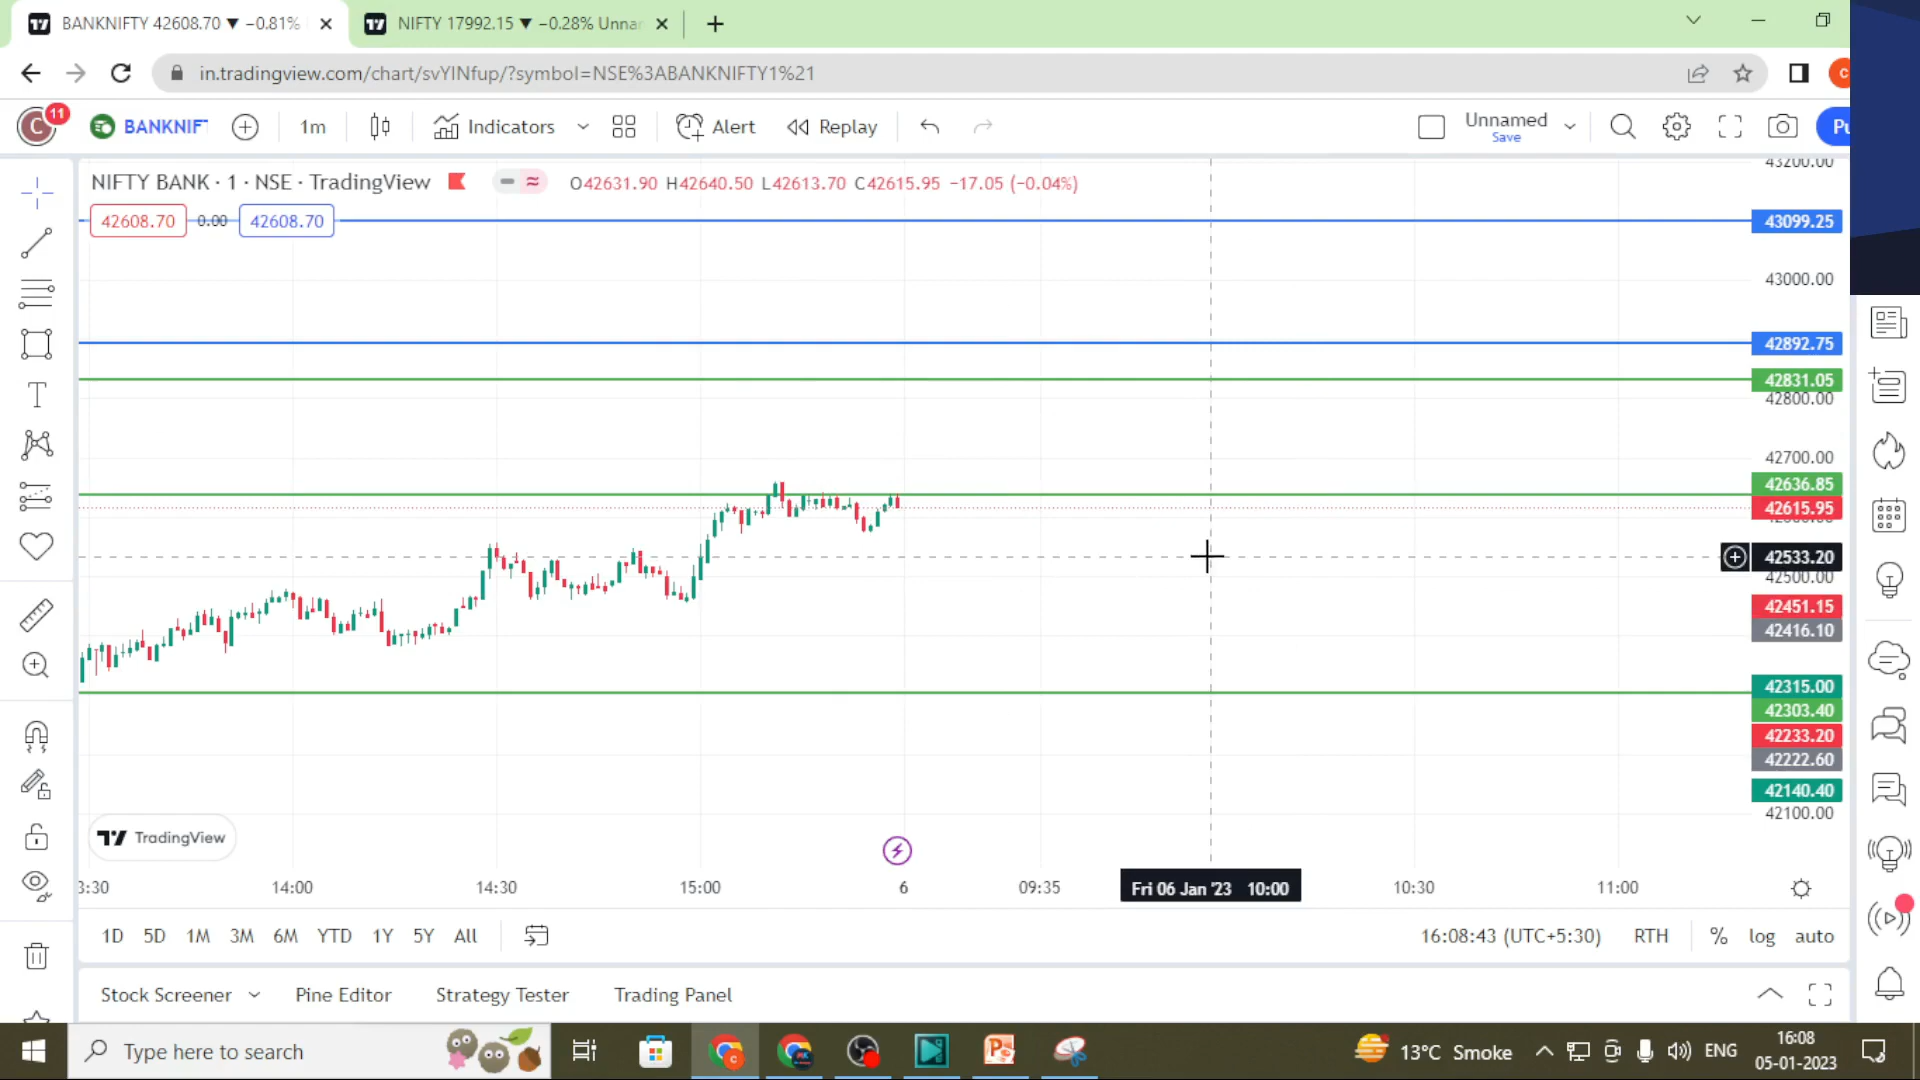 BANKNIFTY 42608.70 ▼ −0.81%
NIFTY 17992.15 ▼ −0.28% Unna
in.tradingview.com/chart/svYINfup/?symbol=NSE%3ABANKNIFTY1%21
C
C
11
BANKNIF
1m
Indicators
Alert
Replay
Unnamed
Save
Pu
NIFTY BANK · 1 · NSE · TradingView
O42631.90 H42640.50 L42613.70 C42615.95 −17.05 (−0.04%)
42608.70
0.00
42608.70
43200.00
43099.25
43000.00
42892.75
42831.05
42800.00
42700.00
42636.85
42615.95
42533.20
42500.00
42451.15
42416.10
42315.00
42303.40
42233.20
42222.60
42140.40
42100.00
TradingView
3:30
14:00
14:30
15:00
6
09:35
Fri 06 Jan '23 10:00
10:30
11:00
1D 5D 1M 3M 6M YTD 1Y 5Y All
16:08:43 (UTC+5:30)
RTH
%
log
auto
Stock Screener
Pine Editor
Strategy Tester
Trading Panel
Type here to search
13°C Smoke
ENG
16:08
05-01-2023